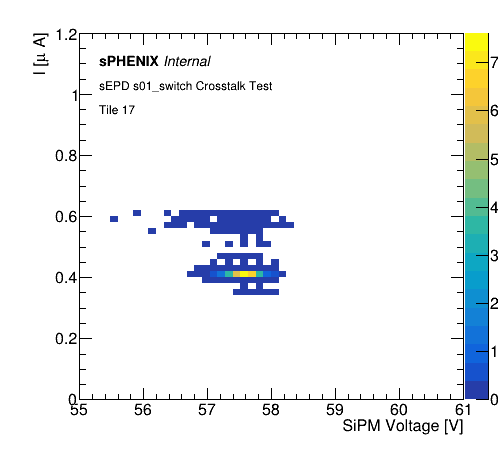 1.2
I [μ A]
sPHENIX Internal
sEPD s01_switch Crosstalk Test
Tile 17
1
0.8
0.6
0.4
0.2
0
55 56 57 58 59 60 61
SiPM Voltage [V]
7
6
5
4
3
2
1
0